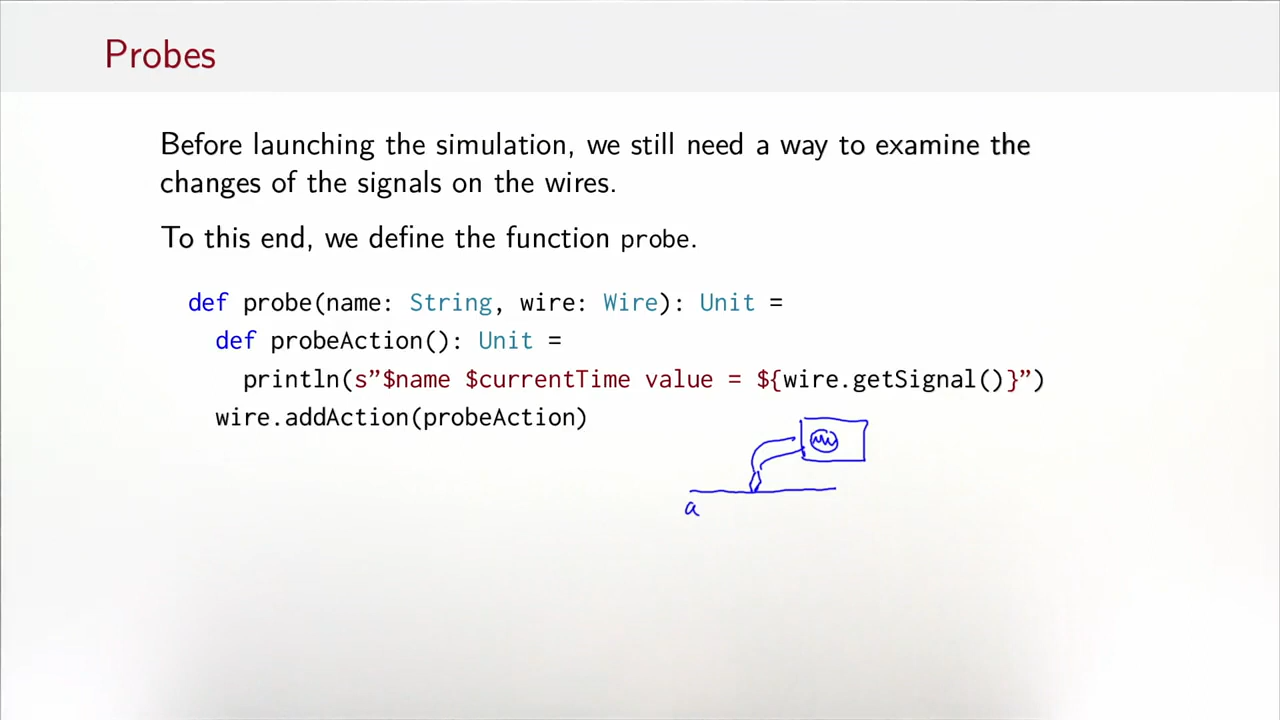 Probes
Before launching the simulation, we still need a way to examine the
changes of the signals on the wires.
To this end, we define the function probe.
def probe(name: String, wire: Wire): Unit =
def probeAction(): Unit =
println(s”$name $currentTime value = ${wire.getSignal()}”)
wire.addAction(probeAction)
a